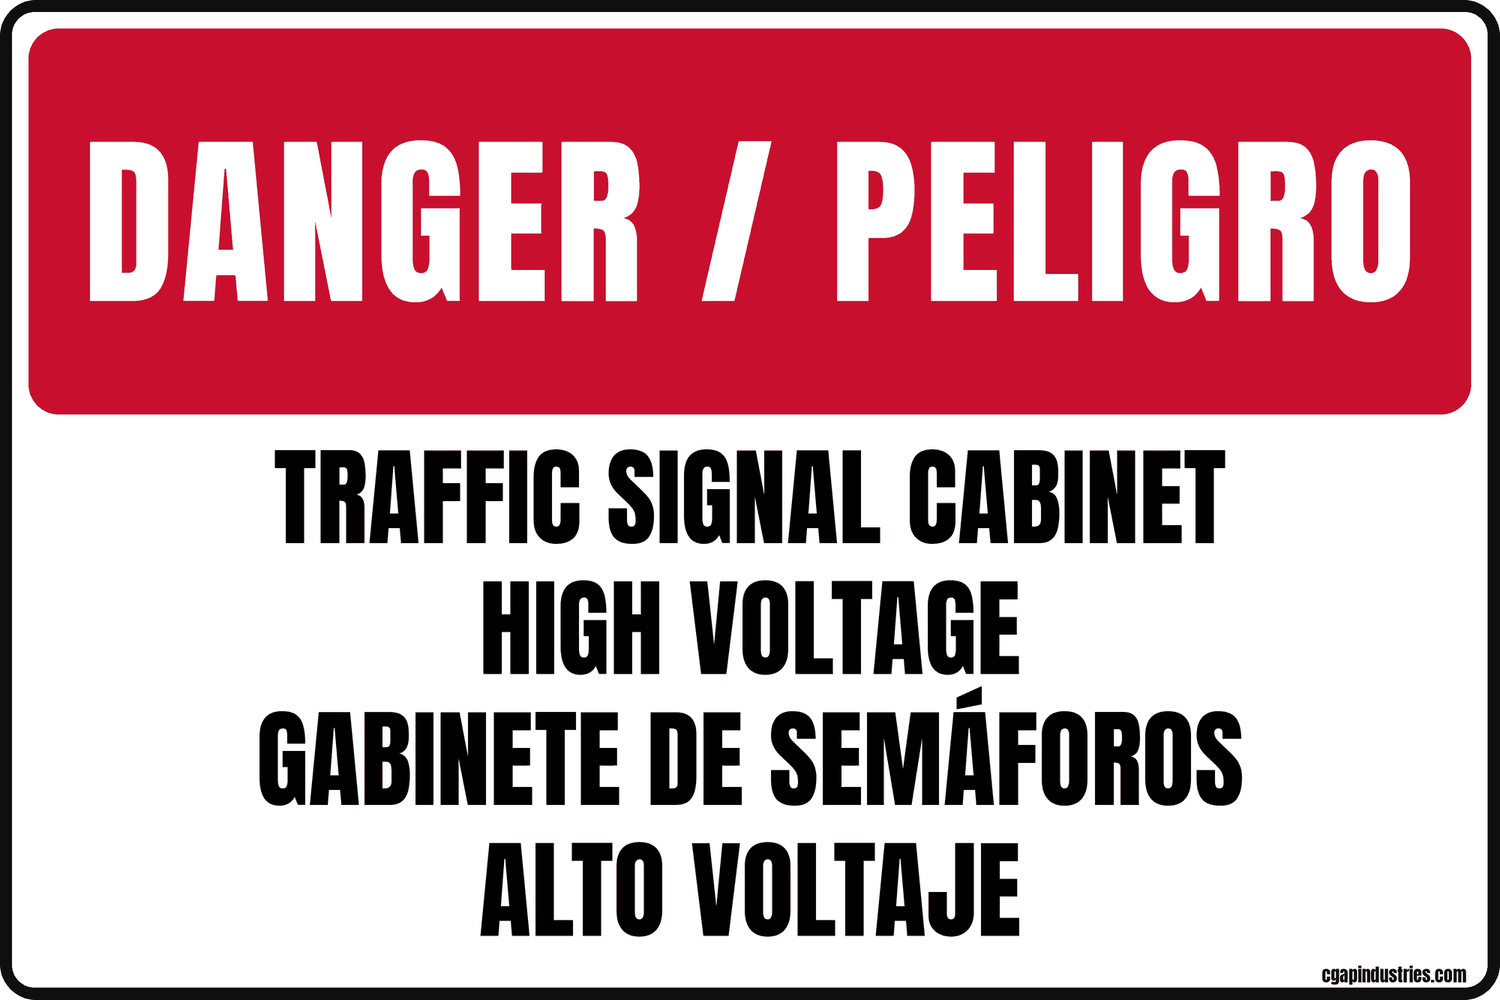 DANGER / PELIGRO
TRAFFIC SIGNAL CABINET
HIGH VOLTAGE
GABINETE DE SEMÁFOROS
ALTO VOLTAJE
cgapindustries.com